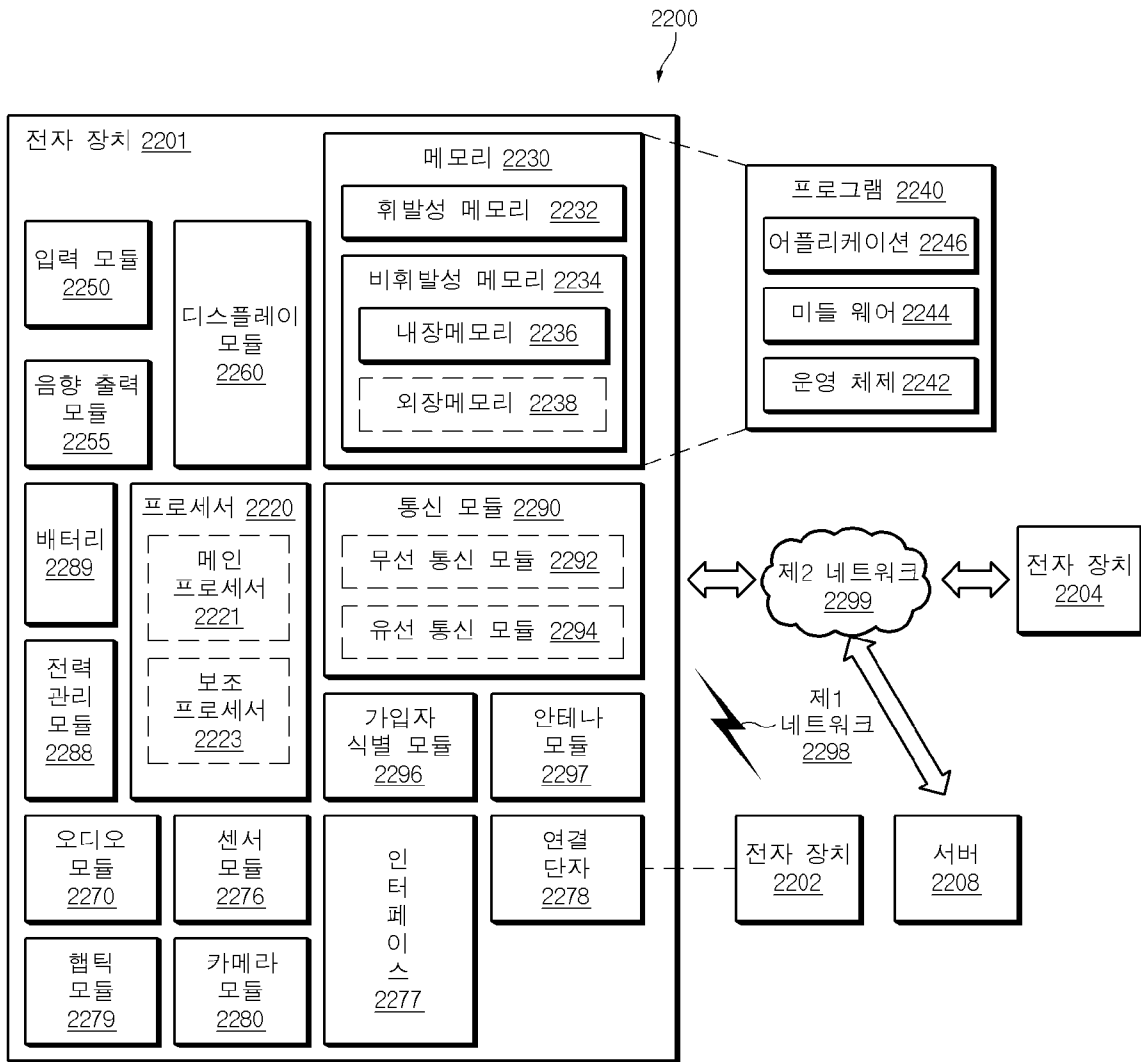 2200
전자 장치 2201
메모리 2230
휘발성 메모리 2232
비휘발성 메모리 2234
내장메모리 2236
외장메모리 2238
프로그램 2240
어플리케이션 2246
미들 웨어 2244
운영 체제 2242
입력 모듈
2250
디스플레이
모듈
2260
음향 출력
모듈
2255
배터리
2289
프로세서 2220
메인
프로세서
2221
보조
프로세서
2223
통신 모듈 2290
무선 통신 모듈 2292
유선 통신 모듈 2294
제2 네트워크
2299
전자 장치
2204
전력
관리
모듈
2288
가입자
식별 모듈
2296
안테나
모듈
2297
제1
네트워크
2298
오디오
모듈
2270
센서
모듈
2276
인
터
페
이
스
2277
연결
단자
2278
전자 장치
2202
서버
2208
햅틱
모듈
2279
카메라
모듈
2280